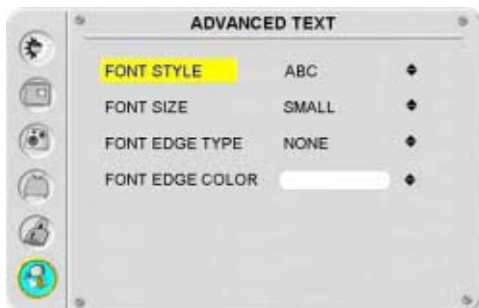 ADVANCED TEXT
FONT STYLE ABC
FONT SIZE SMALL
FONT EDGE TYPE NONE
FONT EDGE COLOR